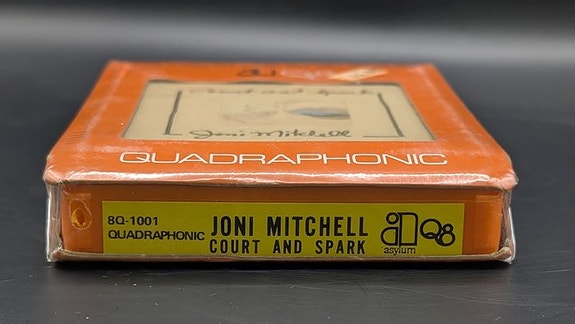 Court and Spark
Joni Mitchell
QUADRAPHONIC
8Q-1001
QUADRAPHONIC
JONI MITCHELL
COURT AND SPARK
asylum
Q8